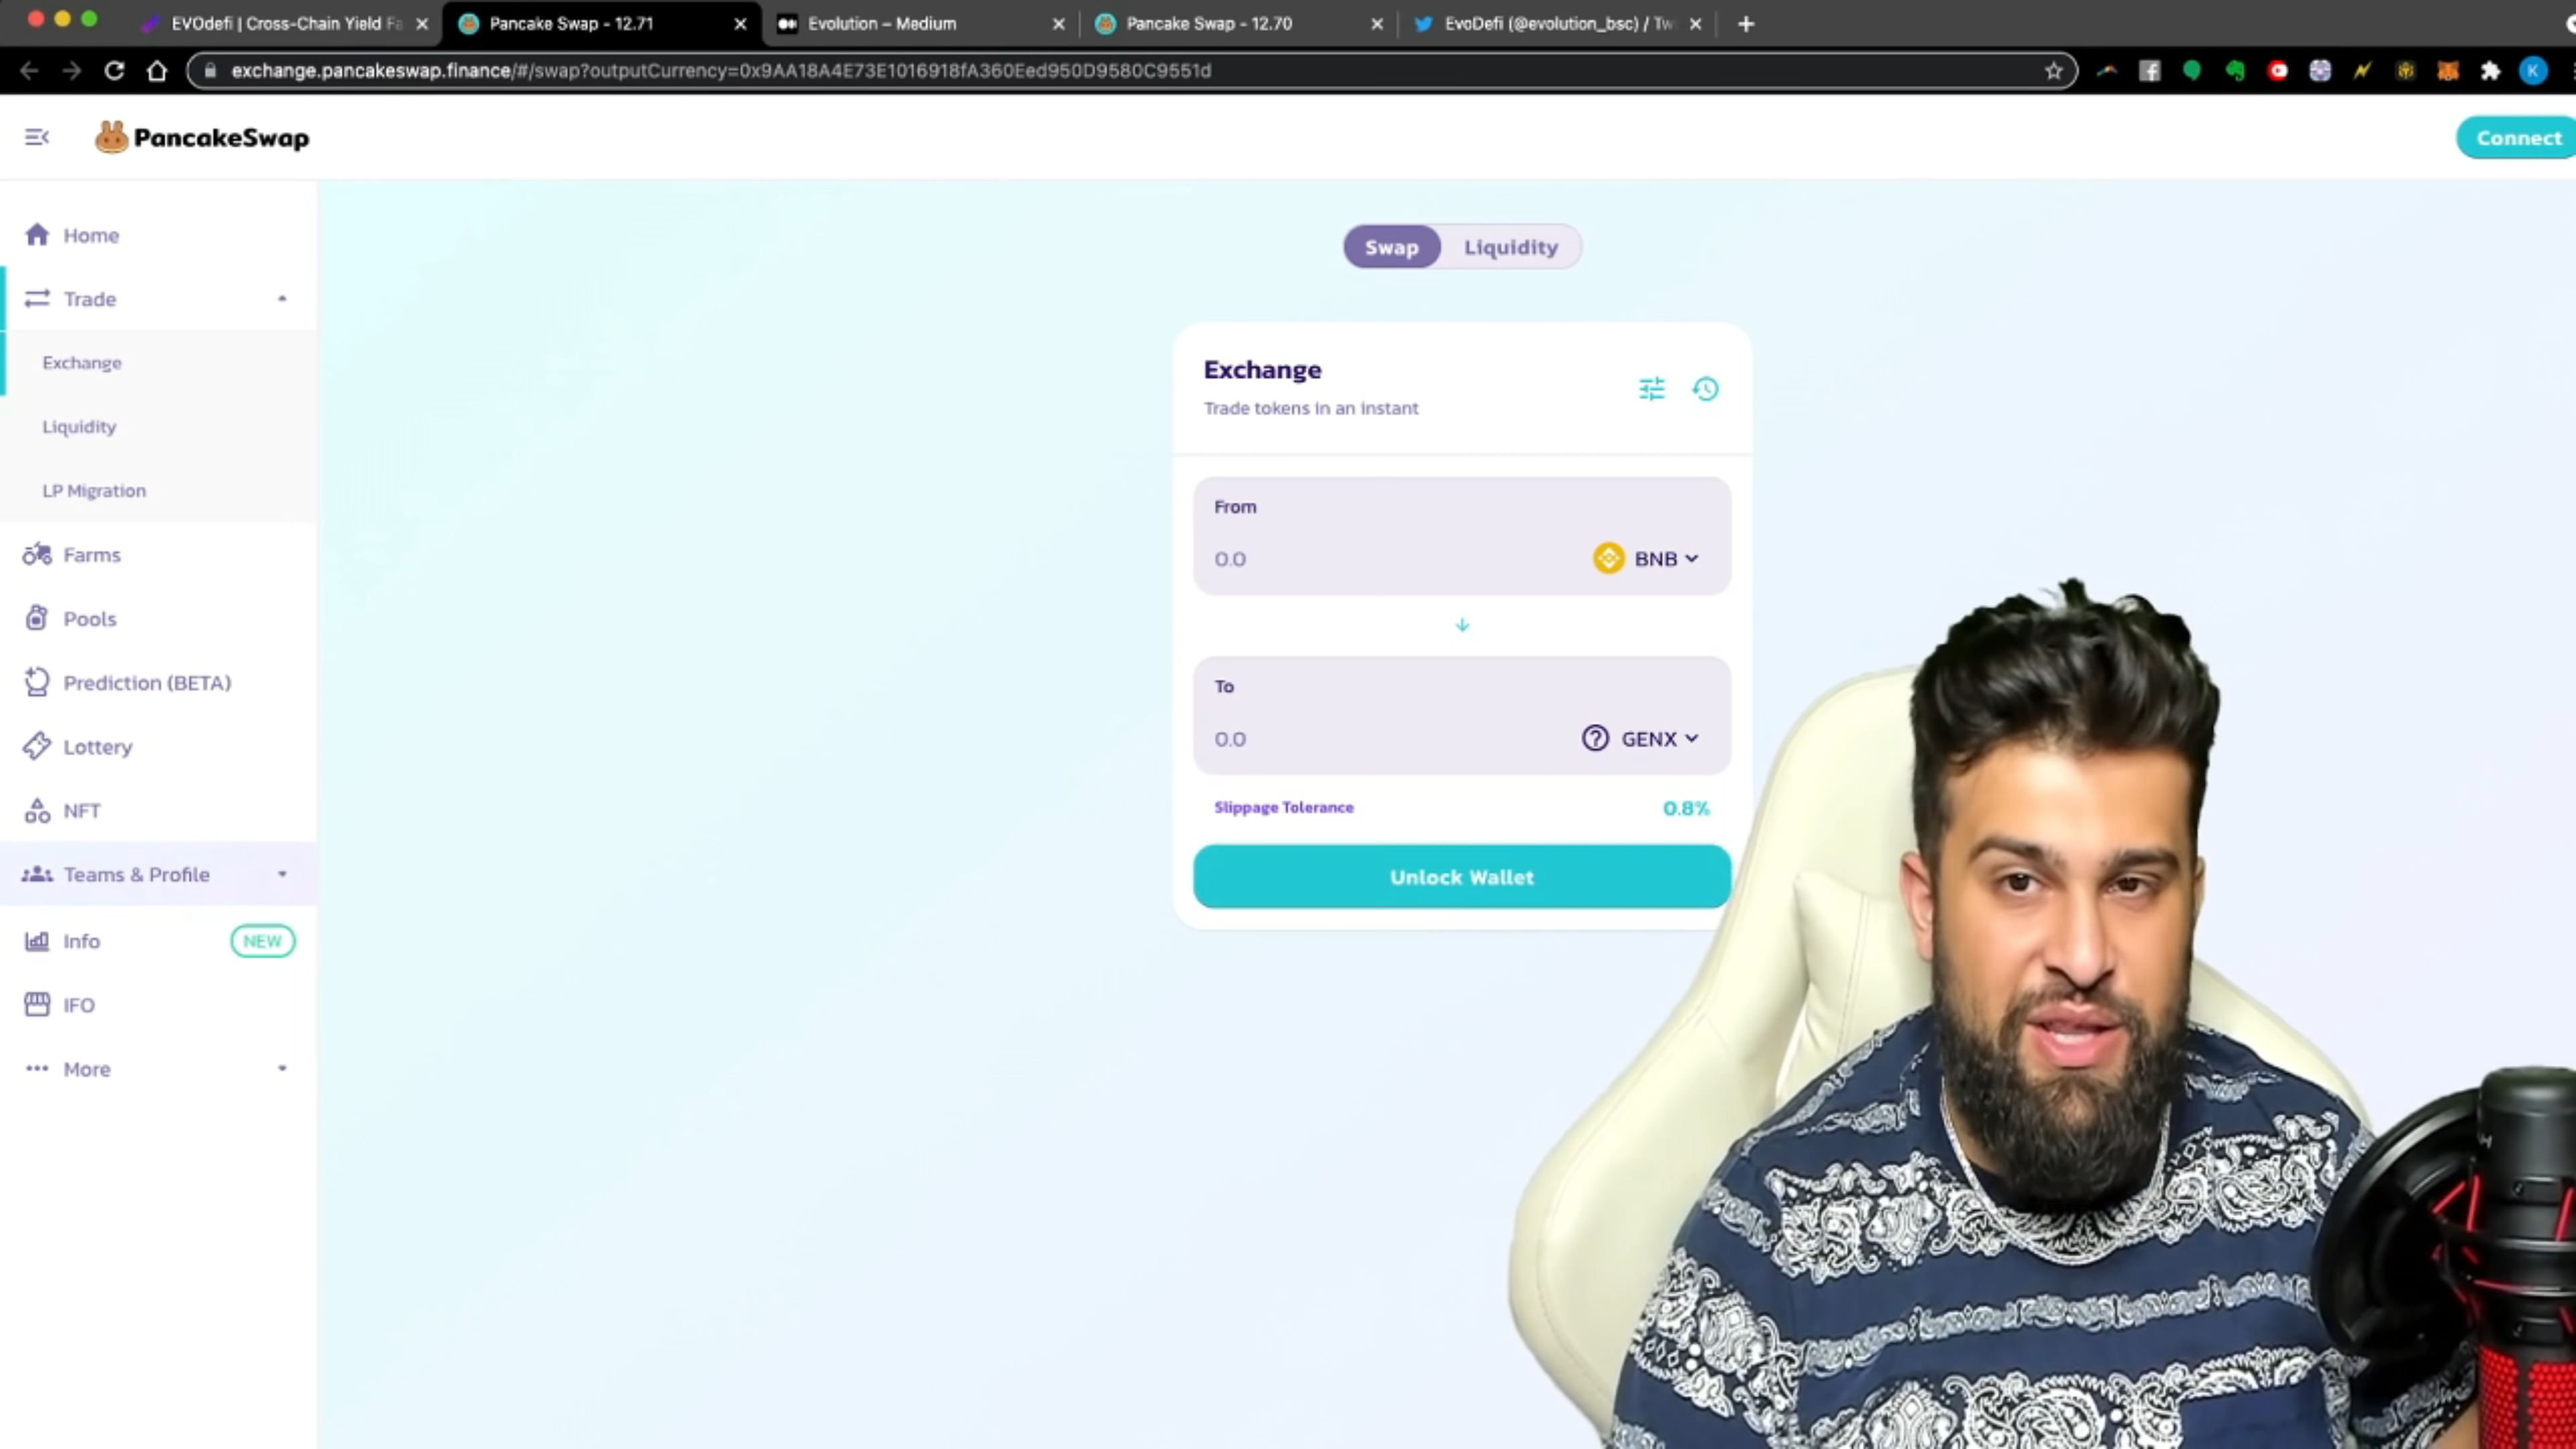 EVOdefi | Cross-Chain Yield Fa
Pancake Swap - 12.71
Evolution – Medium
Pancake Swap - 12.70
EvoDefi (@evolution_bsc) / Tw
exchange.pancakeswap.finance/#/swap?outputCurrency=0x9AA18A4E73E1016918fA360Eed950D9580C9551d
K
PancakeSwap
Connect
Home
Trade
Exchange
Liquidity
LP Migration
Farms
Pools
Prediction (BETA)
Lottery
NFT
Teams & Profile
Info
NEW
IFO
More
Swap
Liquidity
Exchange
Trade tokens in an instant
From
0.0
BNB
To
0.0
GENX
Slippage Tolerance
0.8%
Unlock Wallet